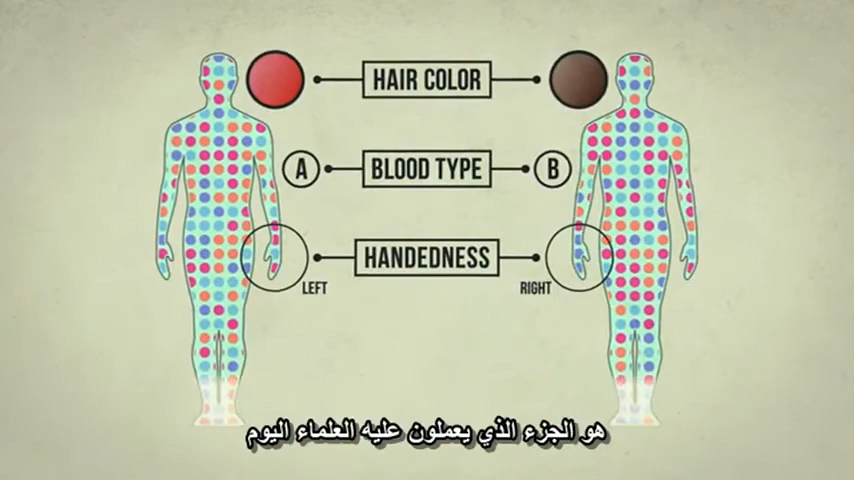 HAIR COLOR
A BLOOD TYPE B
HANDEDNESS
LEFT RIGHT
هو الجزء الذي يعملون عليه العلماء اليوم